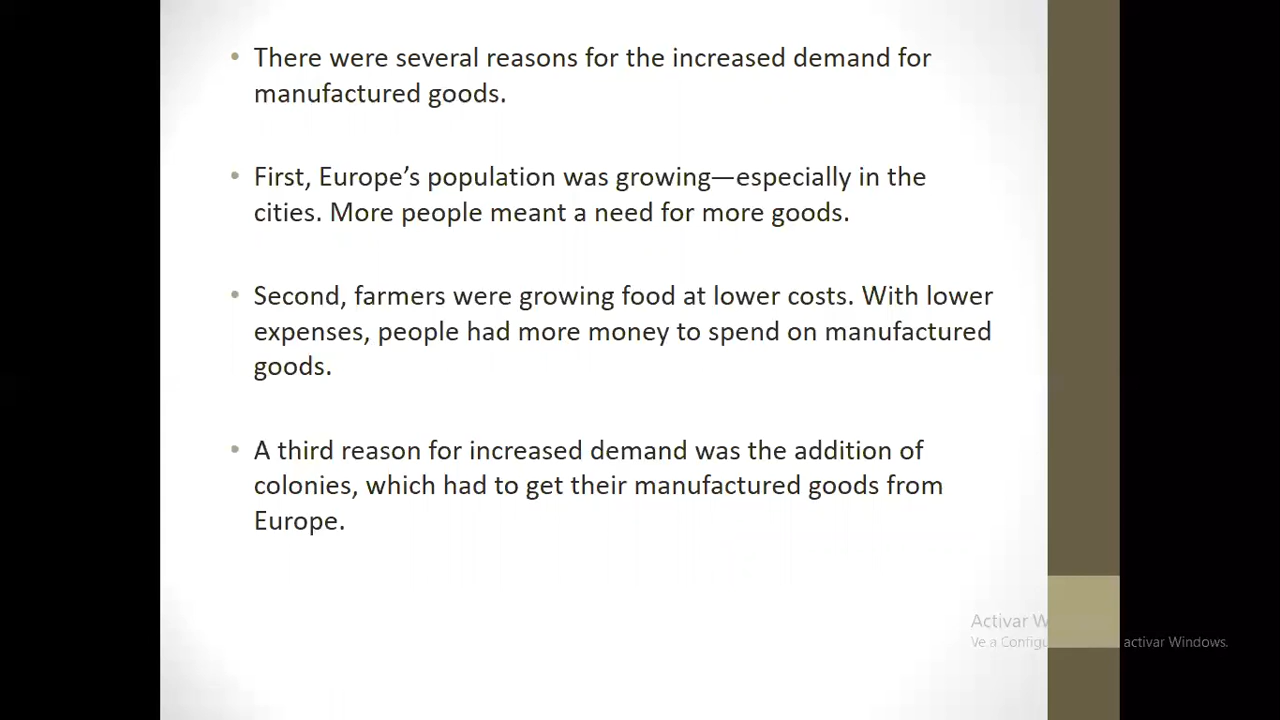 • There were several reasons for the increased demand for
manufactured goods.
• First, Europe’s population was growing—especially in the
cities. More people meant a need for more goods.
• Second, farmers were growing food at lower costs. With lower
expenses, people had more money to spend on manufactured
goods.
• A third reason for increased demand was the addition of
colonies, which had to get their manufactured goods from
Europe.
Activar W
Ve a Configu activar Windows.